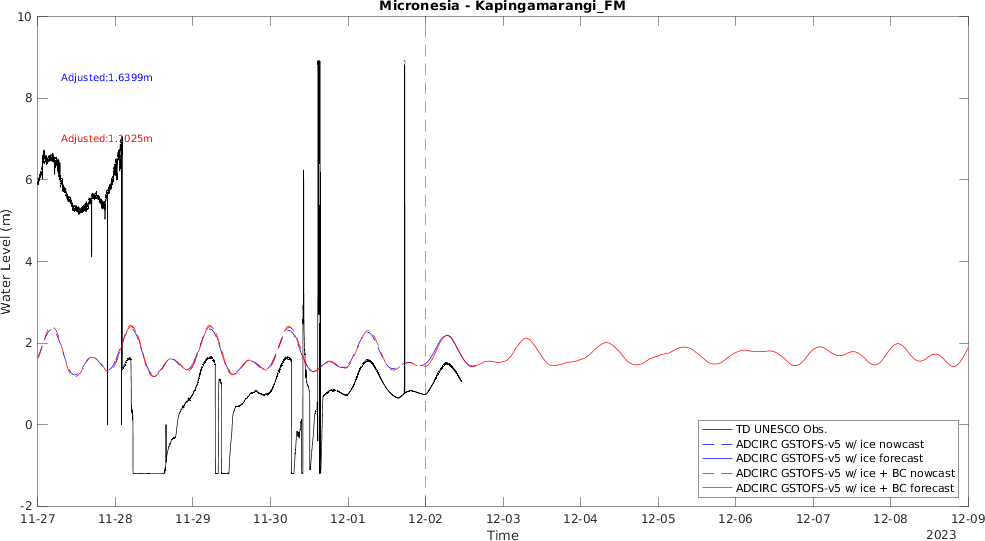 Micronesia - Kapingamarangi_FM
Adjusted:1.6399m
Adjusted:1.1025m
Water Level (m)
10
8
6
4
2
0
-2
11-27 11-28 11-29 11-30 12-01 12-02 12-03 12-04 12-05 12-06 12-07 12-08 12-09
Time
2023
TD UNESCO Obs.
ADCIRC GSTOFS-v5 w/ ice nowcast
ADCIRC GSTOFS-v5 w/ ice forecast
ADCIRC GSTOFS-v5 w/ ice + BC nowcast
ADCIRC GSTOFS-v5 w/ ice + BC forecast